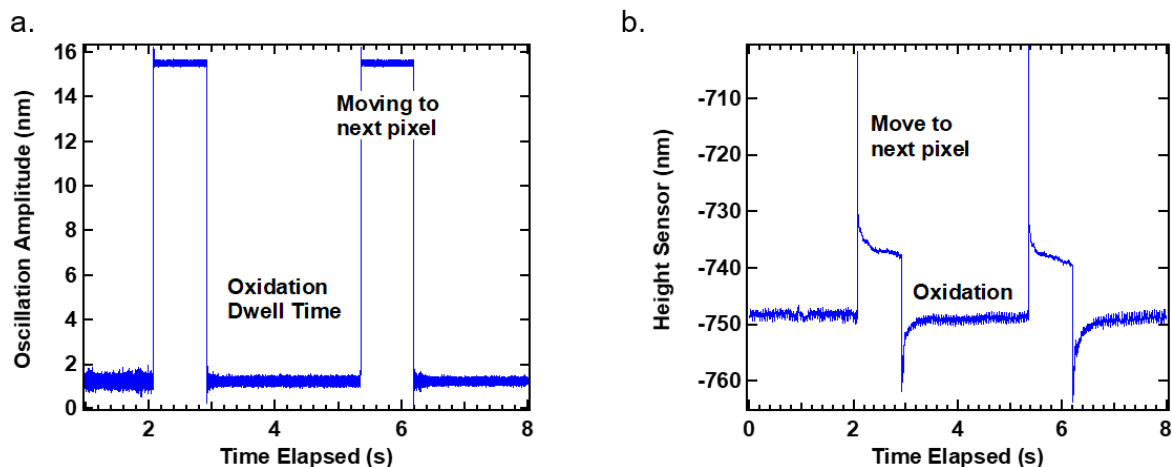 a.
16
14
12
10
8
6
4
2
0
Oscillation Amplitude (nm)
Moving to
next pixel
Oxidation
Dwell Time
2
4
6
8
Time Elapsed (s)
b.
-710
-720
-730
-740
-750
-760
Height Sensor (nm)
Move to
next pixel
Oxidation
0
2
4
6
8
Time Elapsed (s)